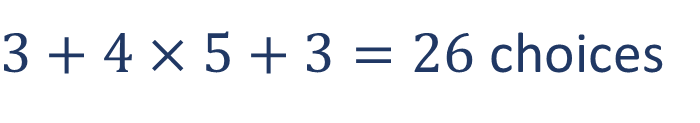 3 + 4 × 5 + 3 = 26 choices